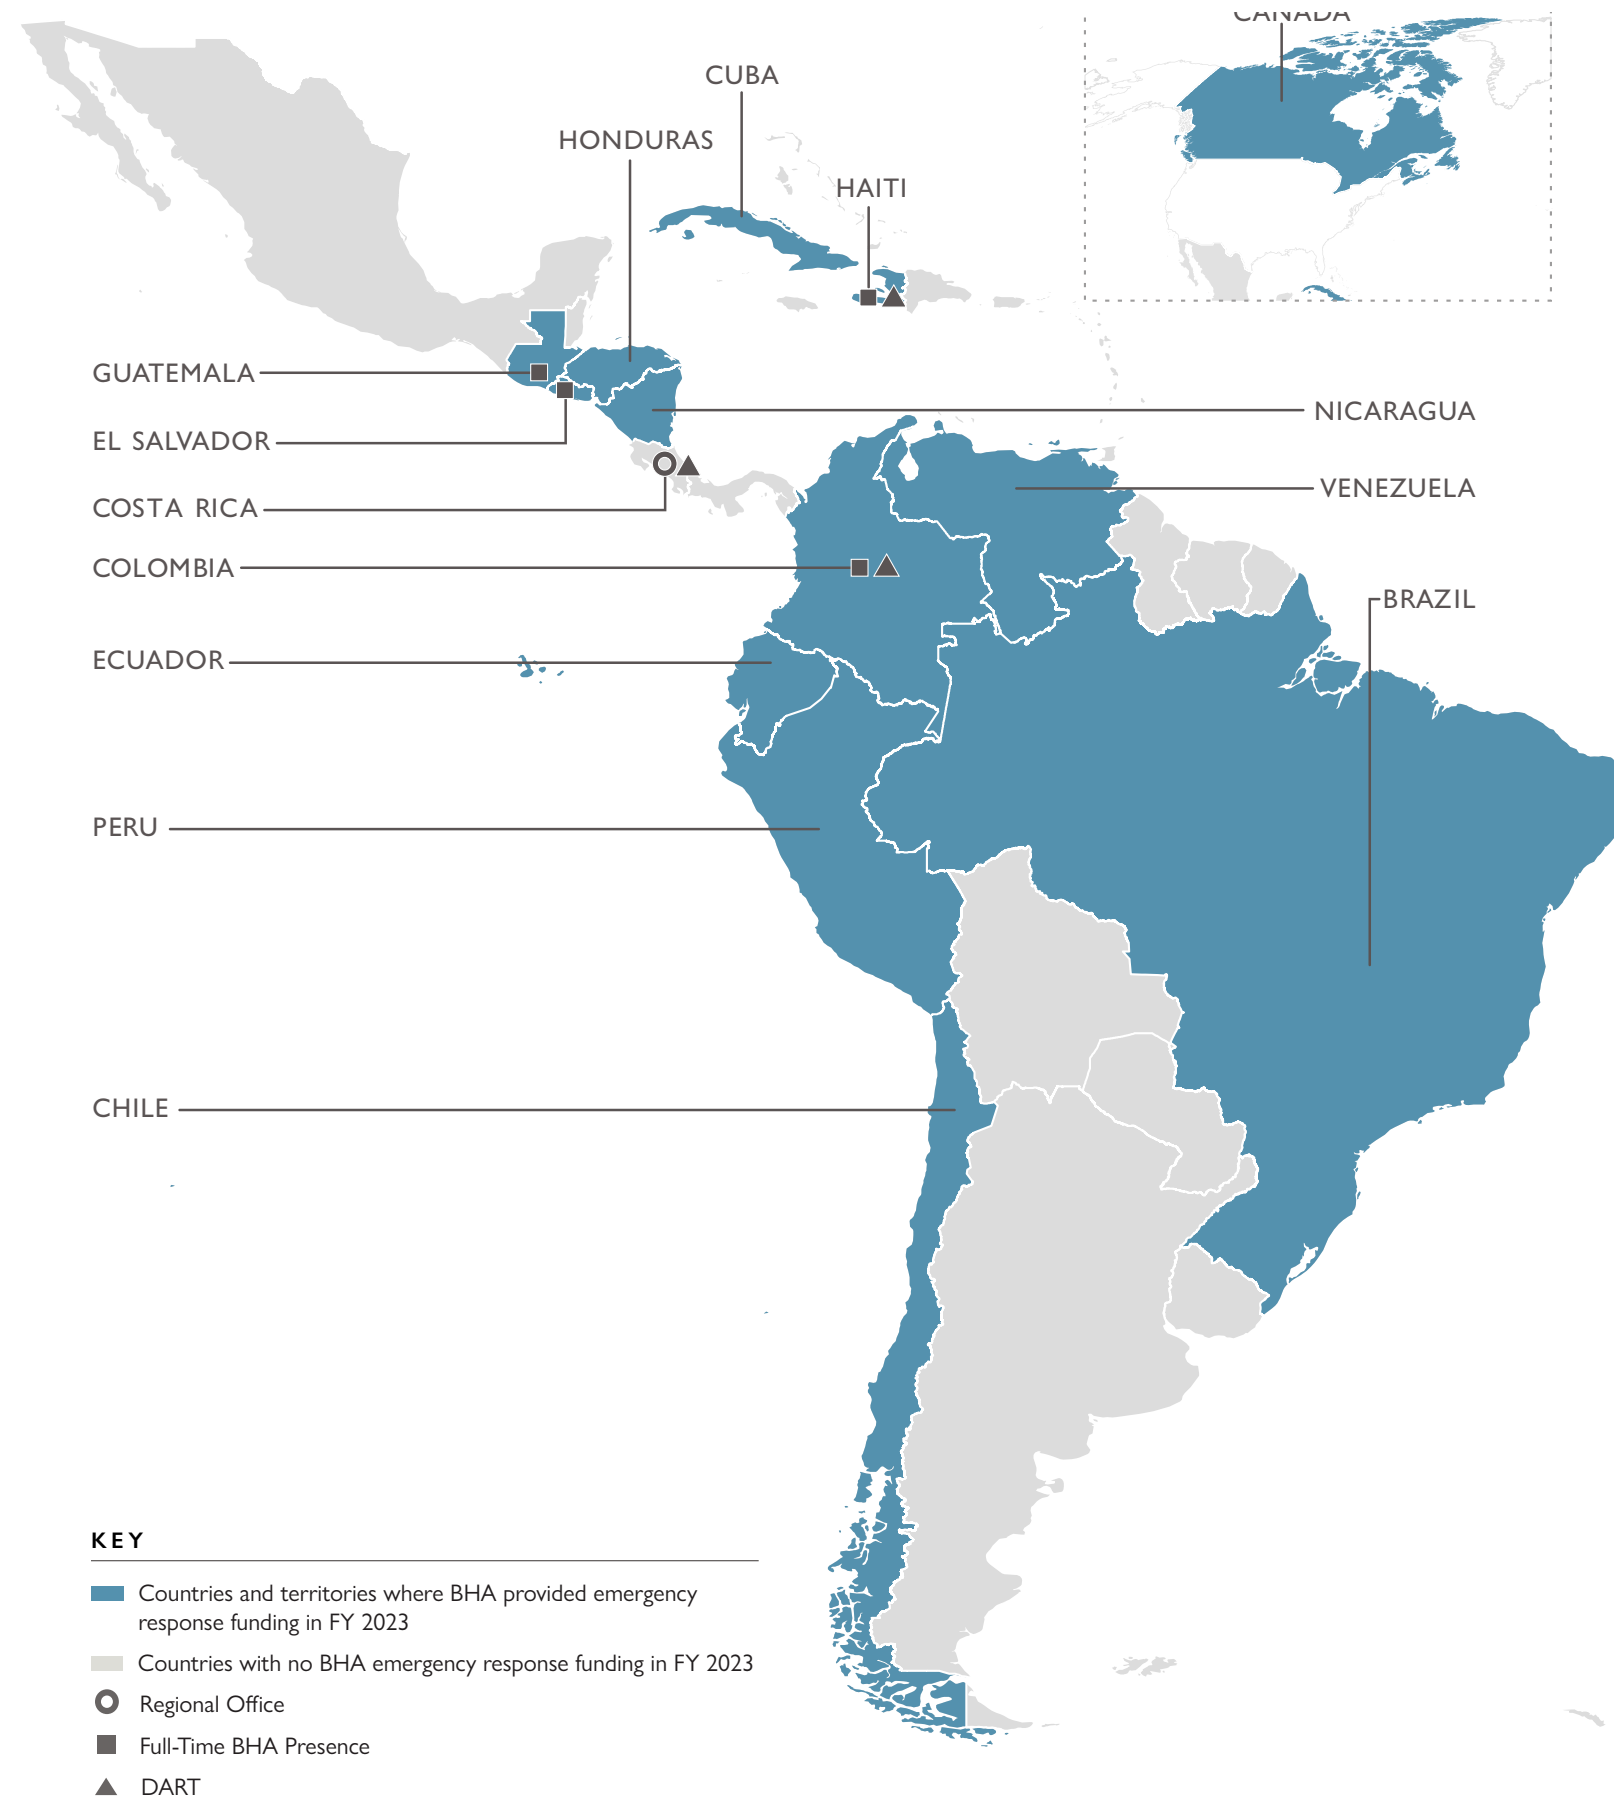 CANADA
CUBA
HONDURAS
HAITI
GUATEMALA
NICARAGUA
EL SALVADOR
VENEZUELA
COSTA RICA
COLOMBIA
BRAZIL
ECUADOR
PERU
CHILE
KEY
Countries and territories where BHA provided emergency
response funding in FY 2023
Countries with no BHA emergency response funding in FY 2023
Regional Office
Full-Time BHA Presence
DART